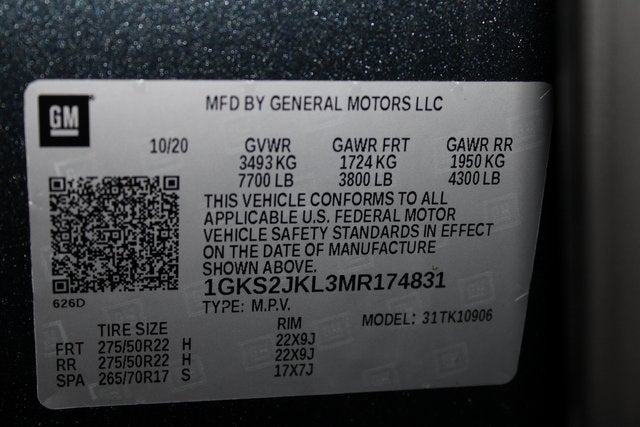 GM
MFD BY GENERAL MOTORS LLC
10/20 GVWR GAWR FRT GAWR RR
3493 KG 1724 KG 1950 KG
7700 LB 3800 LB 4300 LB
THIS VEHICLE CONFORMS TO ALL
APPLICABLE U.S. FEDERAL MOTOR
VEHICLE SAFETY STANDARDS IN EFFECT
ON THE DATE OF MANUFACTURE
SHOWN ABOVE.
626D
1GKS2JKL3MR174831
TYPE: M.P.V.
TIRE SIZE RIM MODEL: 31TK10906
FRT 275/50R22 H 22X9J
RR 275/50R22 H 22X9J
SPA 265/70R17 S 17X7J